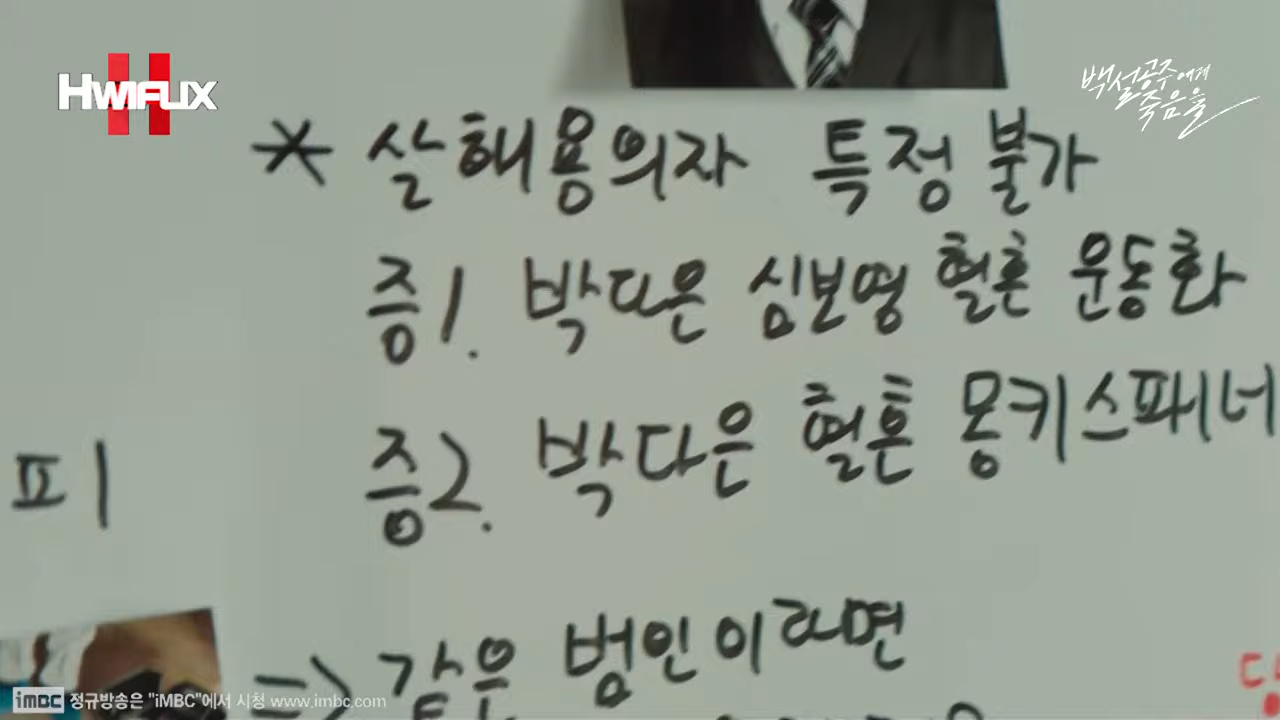 HWIFLIX
백설공주에게
죽음을
* 살해용의자 특정 불가
증1. 박다은 심보영 혈흔 운동화
증2. 박다은 혈흔 몽키스패너
피
=> 같은 범인이라면
iMBC 정규방송은 "iMBC"에서 시청 www.imbc.com